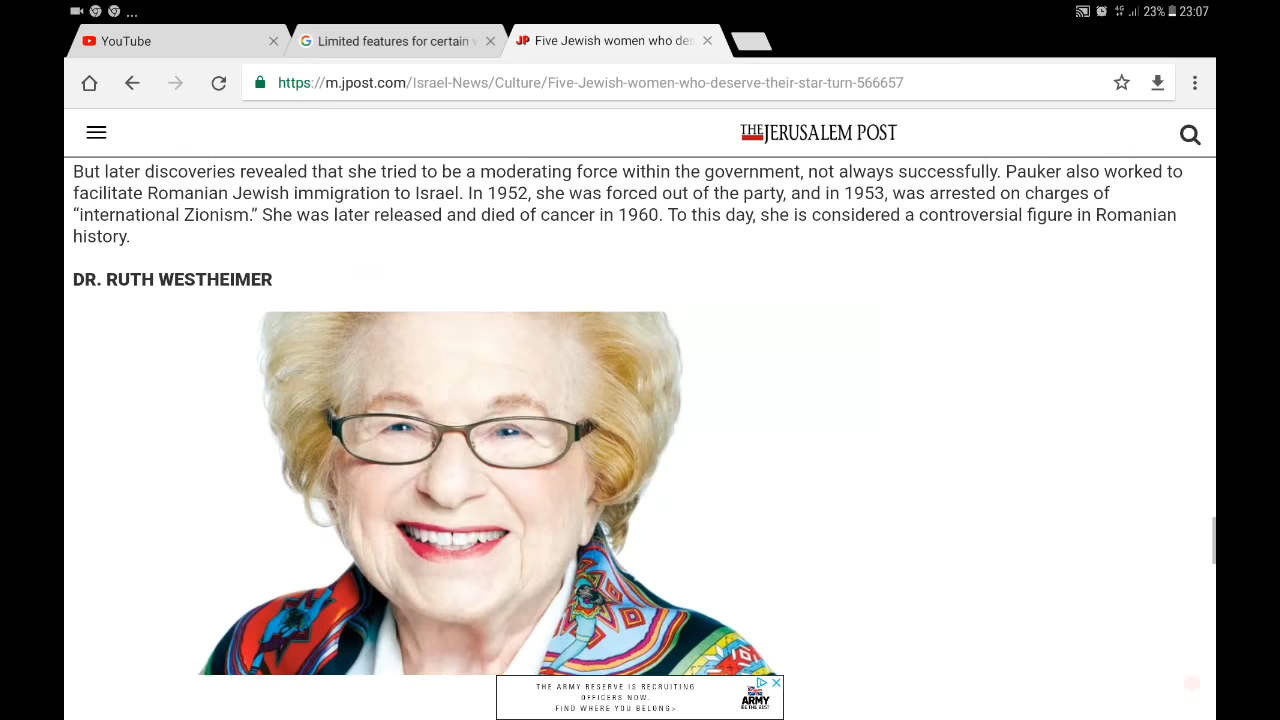 ... 4G 23% 23:07
YouTube
Limited features for certain
Five Jewish women who des
https://m.jpost.com/Israel-News/Culture/Five-Jewish-women-who-deserve-their-star-turn-566657
THE JERUSALEM POST
But later discoveries revealed that she tried to be a moderating force within the government, not always successfully. Pauker also worked to
facilitate Romanian Jewish immigration to Israel. In 1952, she was forced out of the party, and in 1953, was arrested on charges of
“international Zionism.” She was later released and died of cancer in 1960. To this day, she is considered a controversial figure in Romanian
history.
DR. RUTH WESTHEIMER
THE ARMY RESERVE IS RECRUITING
OFFICERS NOW.
FIND WHERE YOU BELONG>
ARMY
BE THE BEST